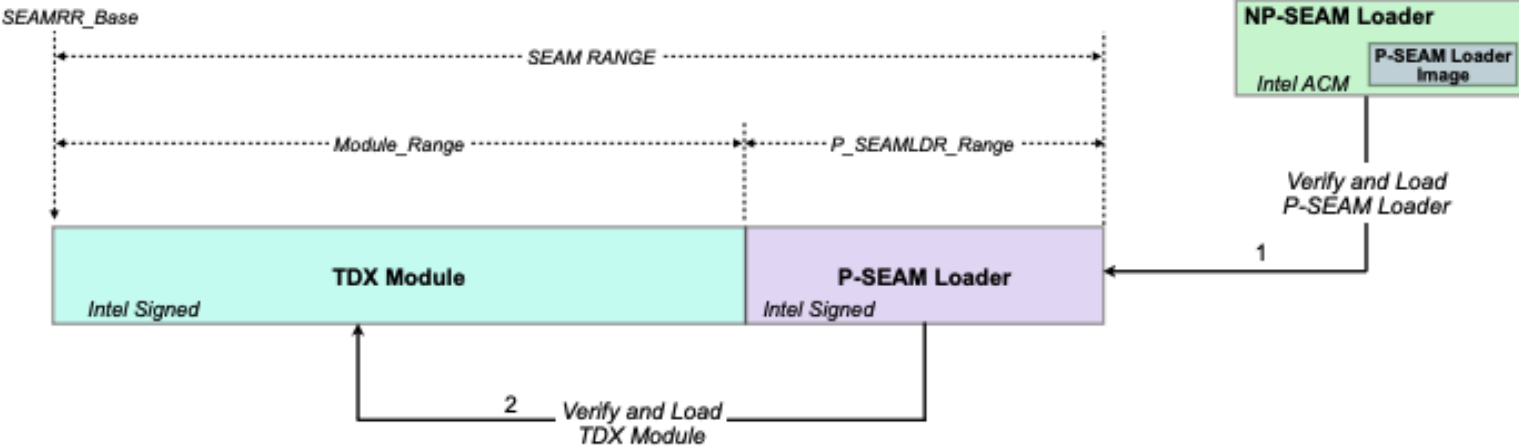 SEAMRR_Base
NP-SEAM Loader
P-SEAM Loader
Image
Intel ACM
SEAM RANGE
Module_Range
P_SEAMLDR_Range
Verify and Load
P-SEAM Loader
1
TDX Module
Intel Signed
P-SEAM Loader
Intel Signed
2
Verify and Load
TDX Module